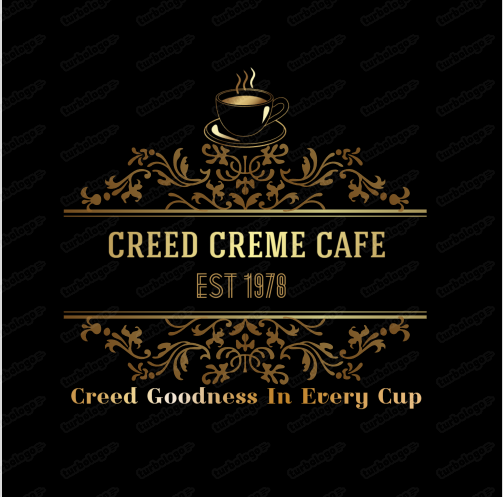 CREED CREME CAFE
EST 1978
Creed Goodness In Every Cup